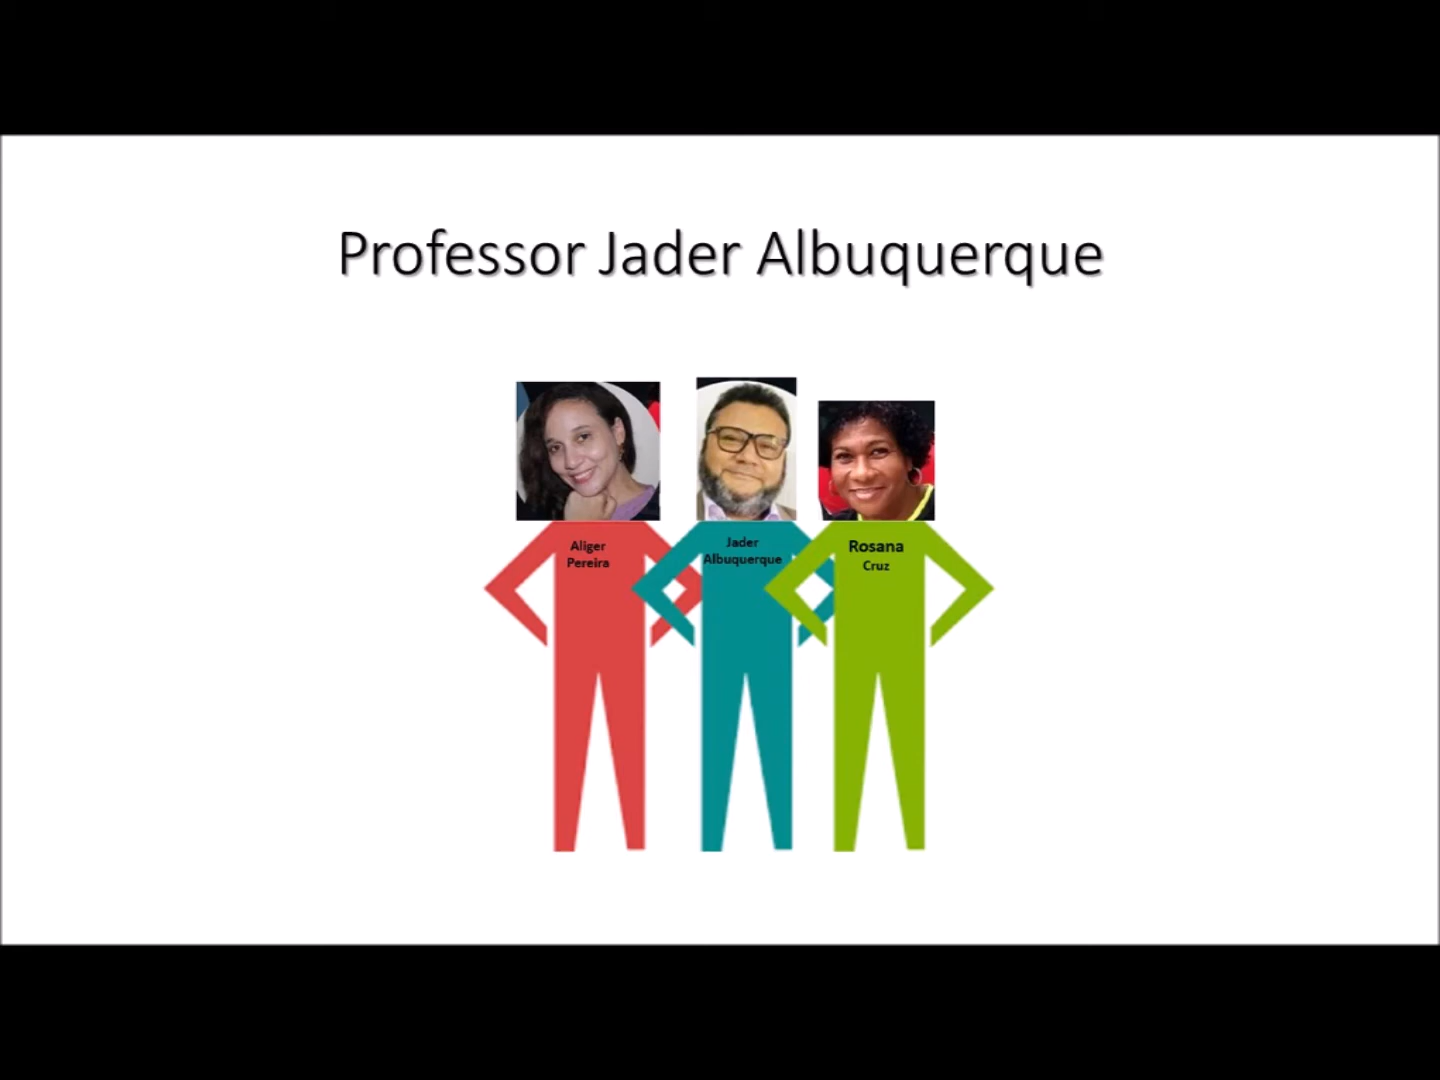 Professor Jader Albuquerque
Aliger
Pereira
Jader
Albuquerque
Rosana
Cruz